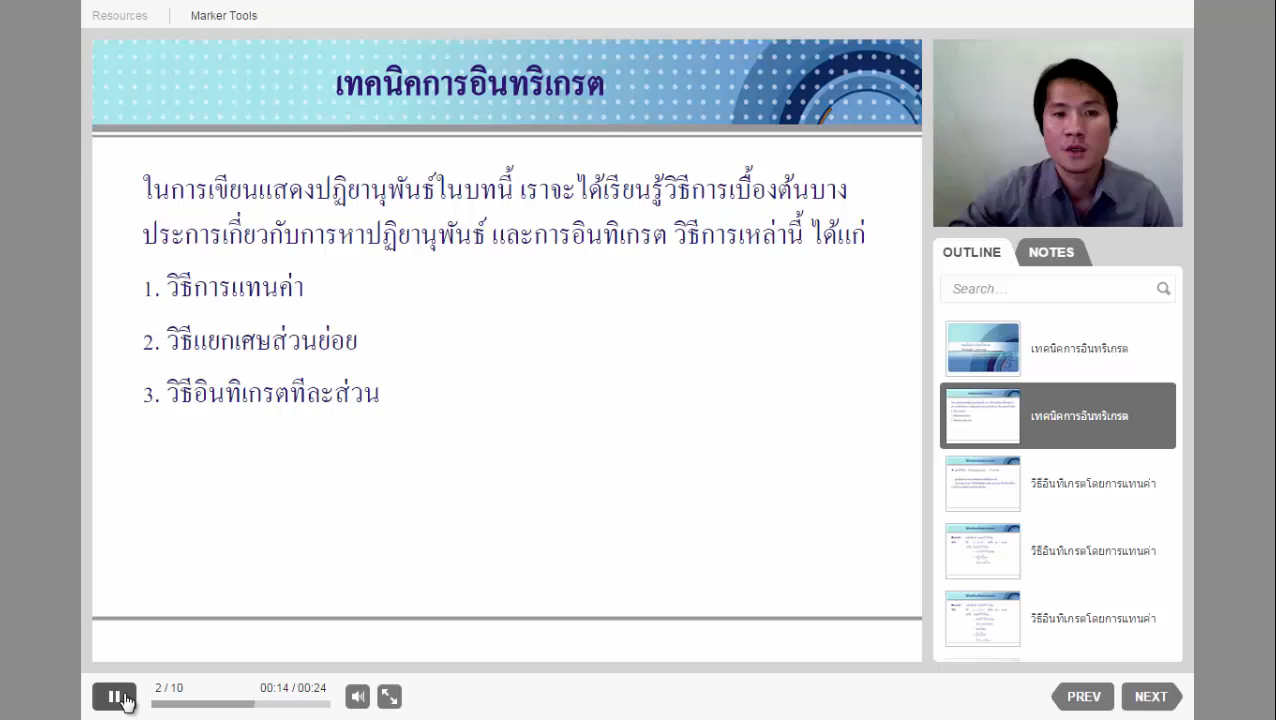 Resources
Marker Tools
เทคนิคการอินทริเกรต
ในการเขียนแสดงปฏิยานุพันธ์ในบทนี้ เราจะได้เรียนรู้วิธีการเบื้องต้นบาง
ประการเกี่ยวกับการหาปฏิยานุพันธ์ และการอินทิเกรต วิธีการเหล่านี้ ได้แก่
1. วิธีการแทนค่า
2. วิธีแยกเศษส่วนย่อย
3. วิธีอินทิเกรตทีละส่วน
OUTLINE
NOTES
Search...
เทคนิคการอินทริเกรต
เทคนิคการอินทริเกรต
วิธีอินทิเกรตโดยการแทนค่า
วิธีอินทิเกรตโดยการแทนค่า
วิธีอินทิเกรตโดยการแทนค่า
2 / 10
00:14 / 00:24
PREV
NEXT